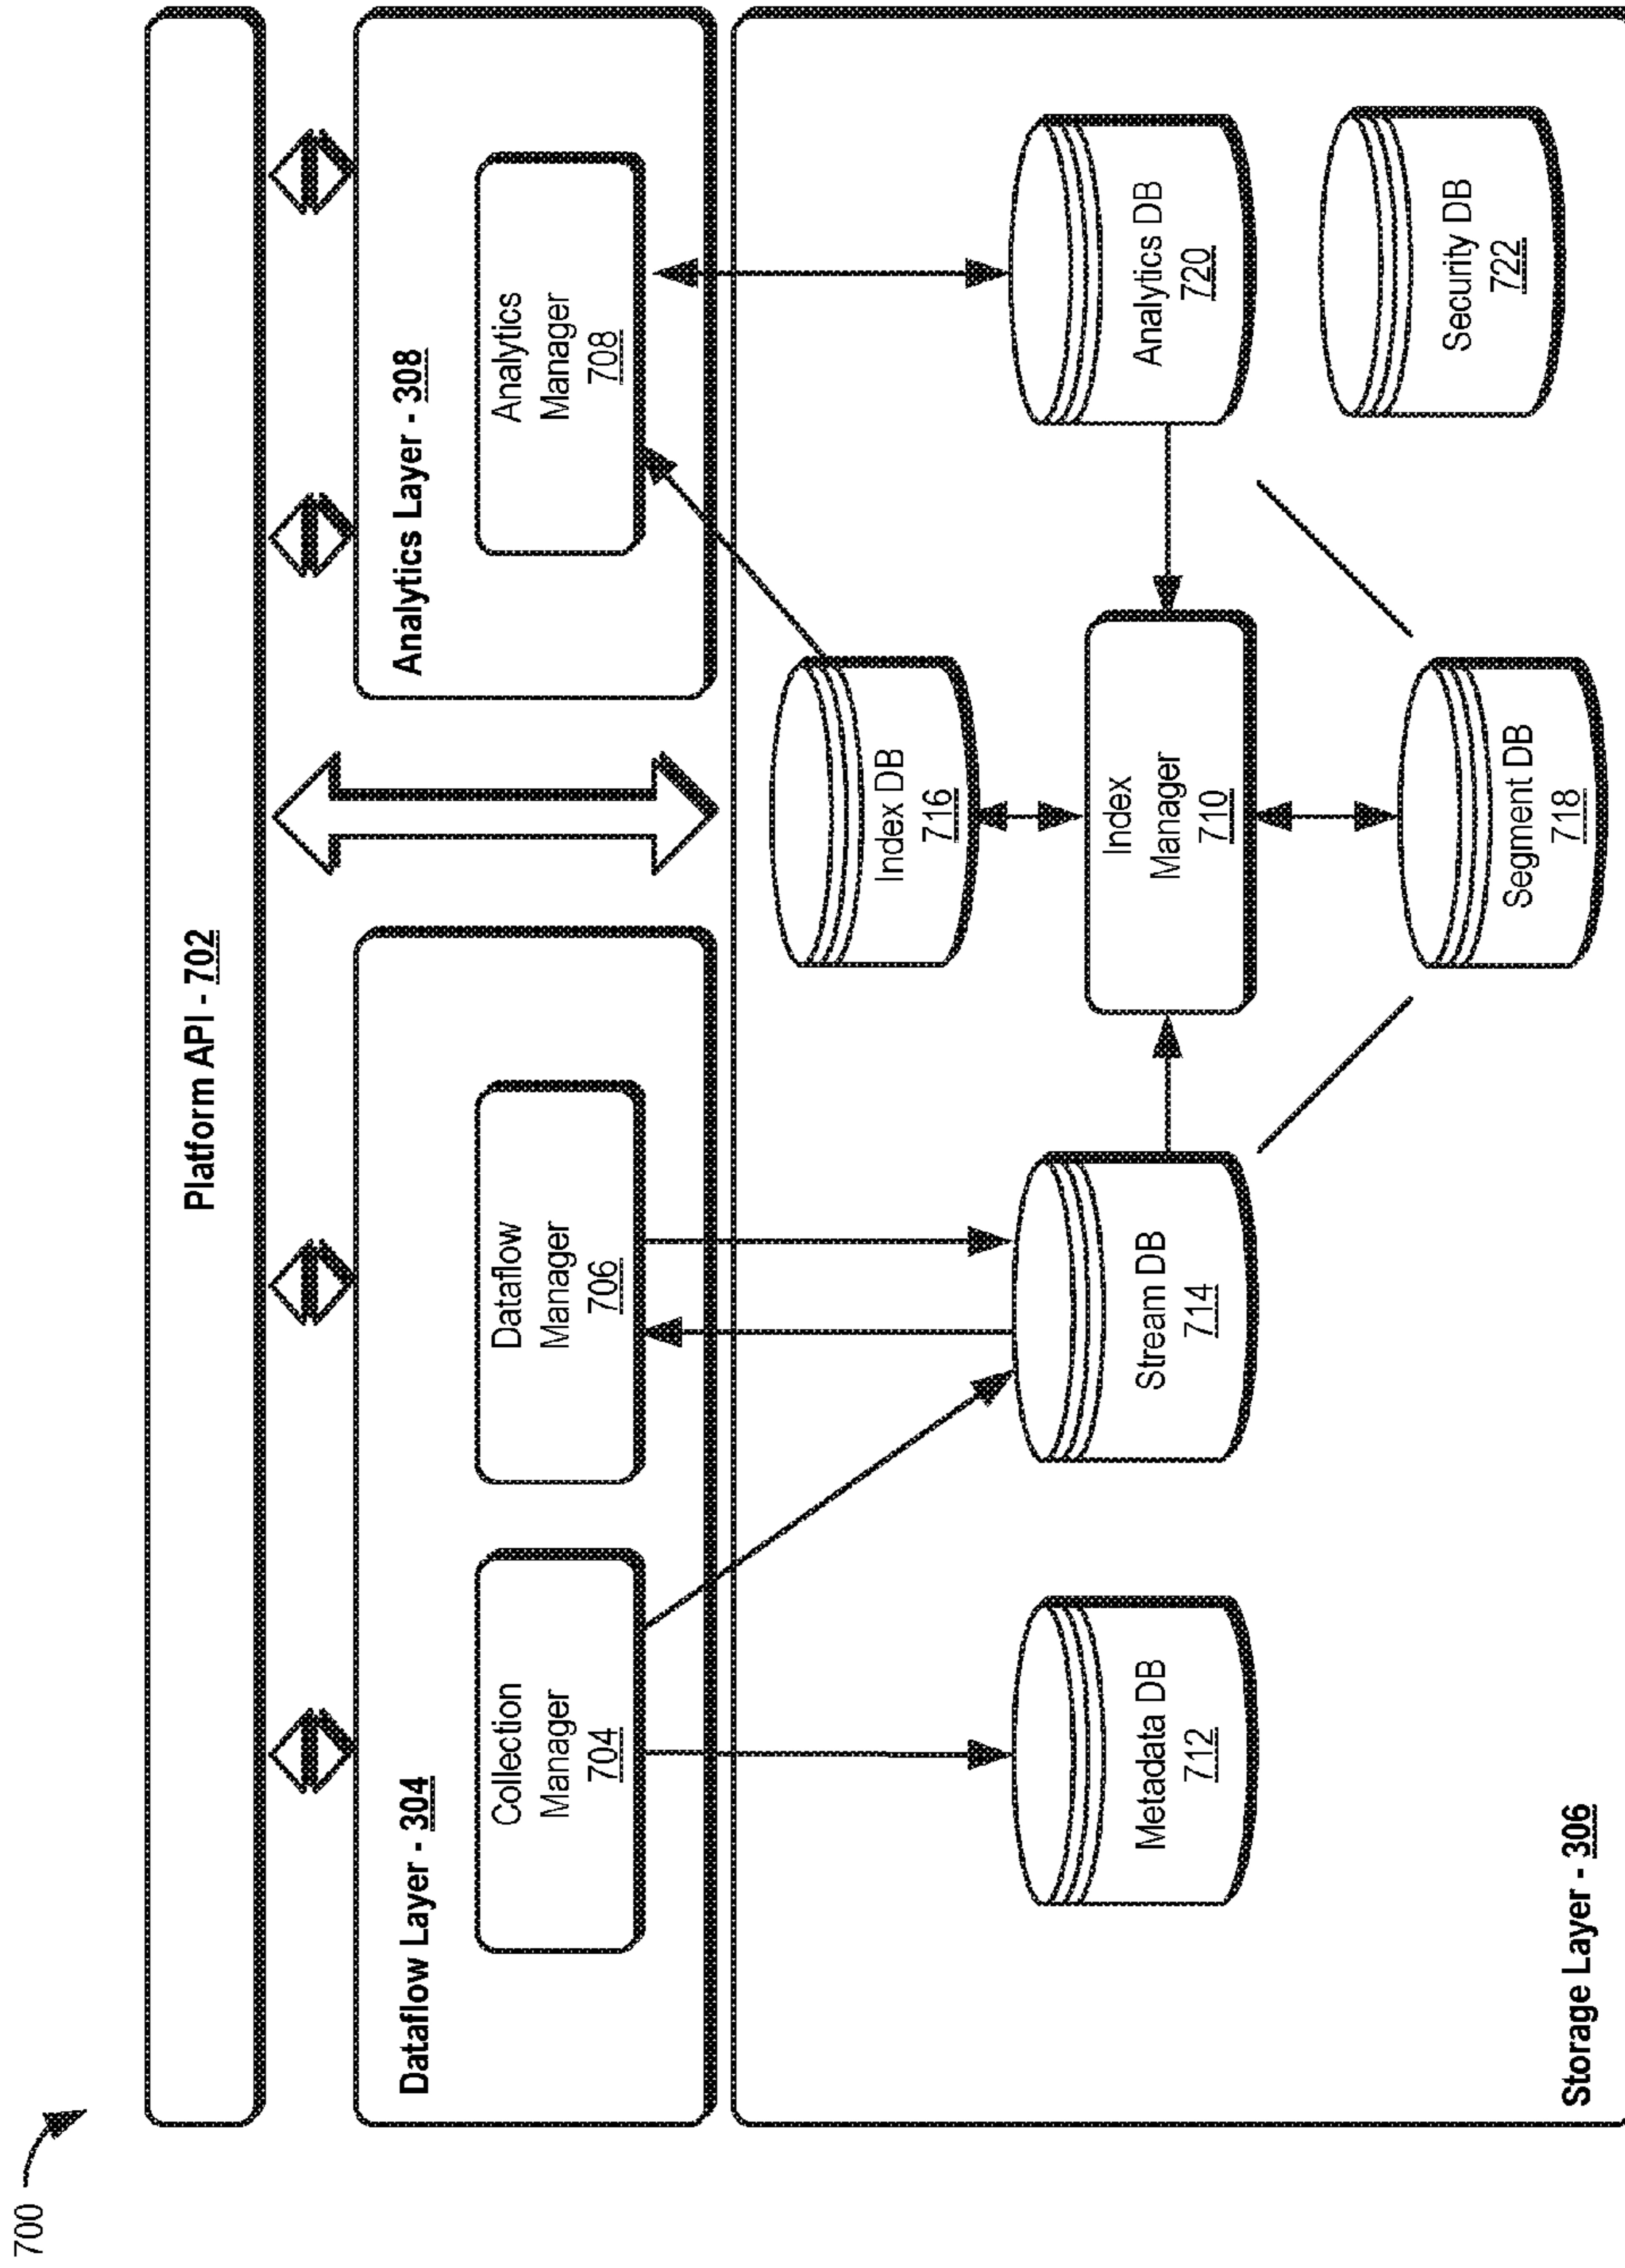 700
Platform API - 702
Dataflow Layer - 304
Collection
Manager
704
Dataflow
Manager
706
Analytics Layer - 308
Analytics
Manager
708
Index DB
716
Metadata DB
712
Stream DB
714
Index
Manager
710
Analytics DB
720
Segment DB
718
Security DB
722
Storage Layer - 306